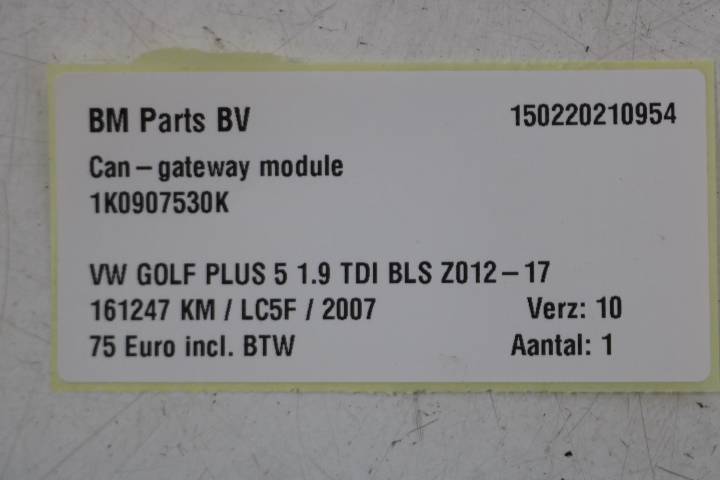 BM Parts BV 150220210954
Can-gateway module
1K0907530K
VW GOLF PLUS 5 1.9 TDI BLS Z012-17
161247 KM / LC5F / 2007 Verz: 10
75 Euro incl. BTW Aantal: 1